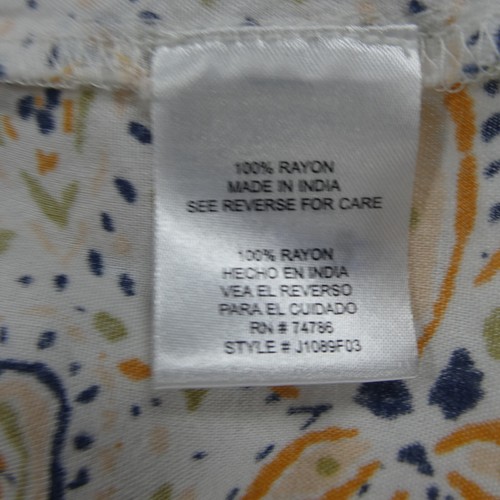 100% RAYON
MADE IN INDIA
SEE REVERSE FOR CARE
100% RAYON
HECHO EN INDIA
VEA EL REVERSO
PARA EL CUIDADO
RN # 74786
STYLE # J1089F03